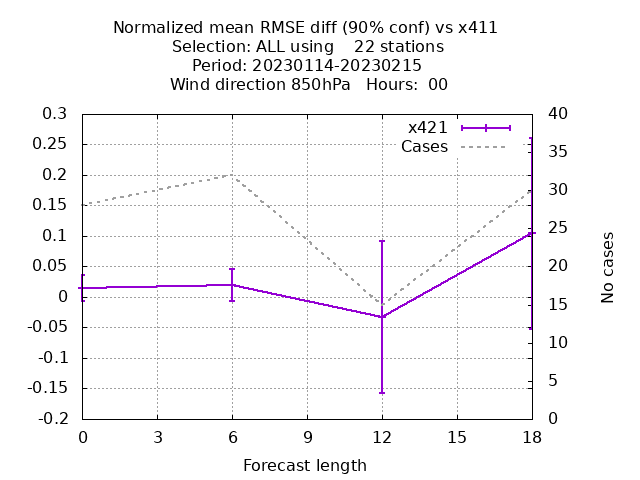 Normalized mean RMSE diff (90% conf) vs x411
Selection: ALL using    22 stations
Period: 20230114-20230215
Wind direction 850hPa   Hours:  00
x421
Cases
0.3
0.25
0.2
0.15
0.1
0.05
0
-0.05
-0.1
-0.15
-0.2
40
35
30
25
20
15
10
5
0
No cases
0 3 6 9 12 15 18
Forecast length